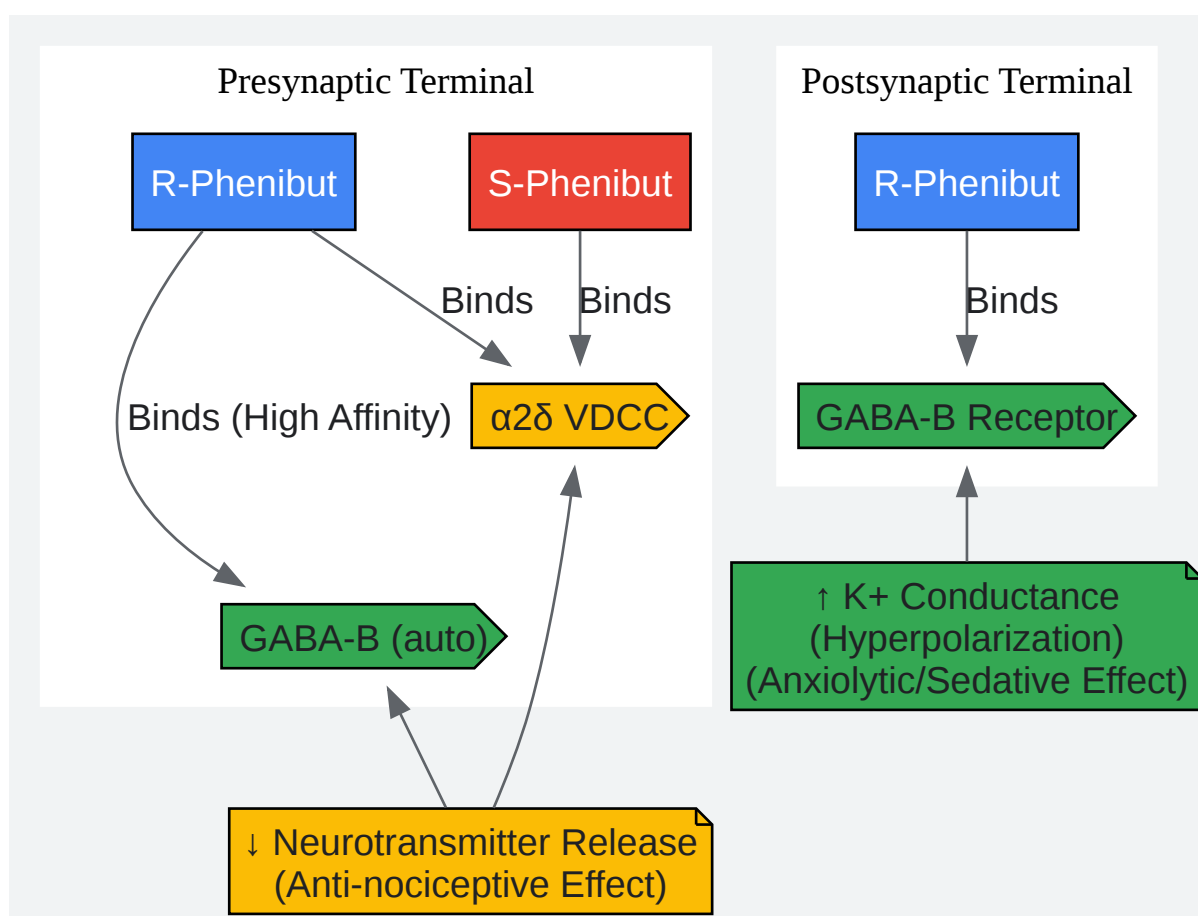 Presynaptic Terminal
Postsynaptic Terminal
R-Phenibut
S-Phenibut
R-Phenibut
Binds
Binds
Binds
Binds (High Affinity)
α2δ VDCC
GABA-B Receptor
GABA-B (auto)
↑ K+ Conductance
(Hyperpolarization)
(Anxiolytic/Sedative Effect)
↓ Neurotransmitter Release
(Anti-nociceptive Effect)